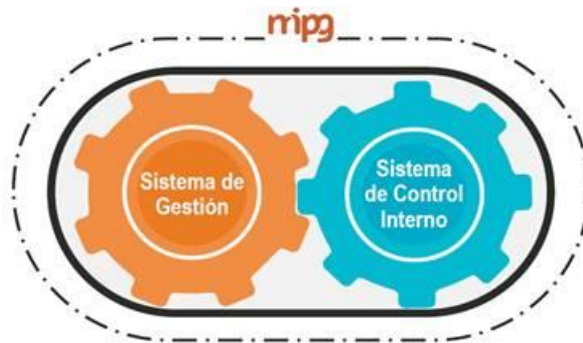 mipg
Sistema de
Gestión
Sistema
de Control
Interno